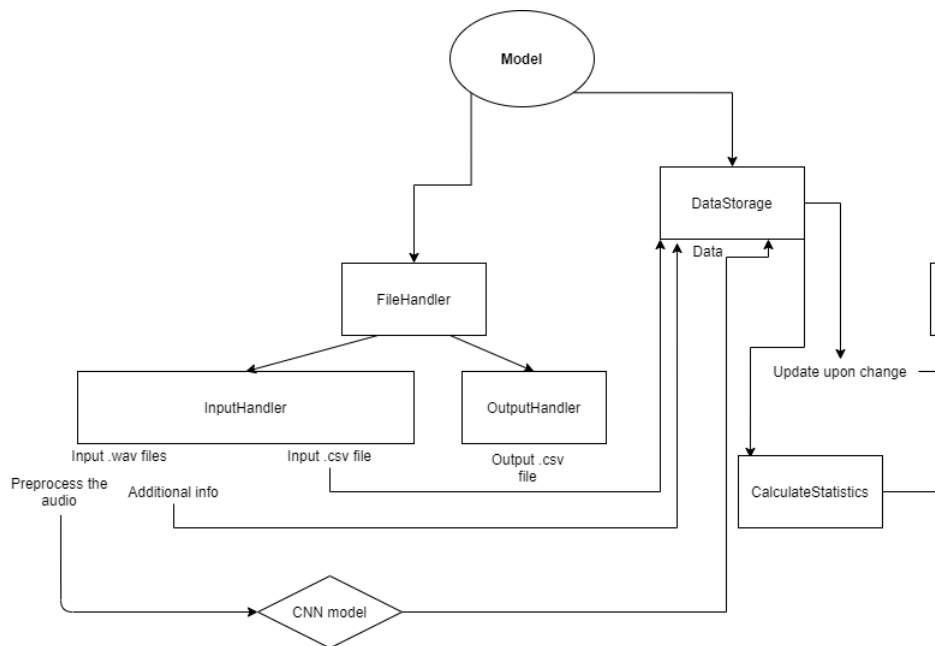 Model
DataStorage
Data
FileHandler
Update upon change
InputHandler
OutputHandler
Input .wav files
Input .csv file
Output .csv
file
Preprocess the
audio
Additional info
CalculateStatistics
CNN model